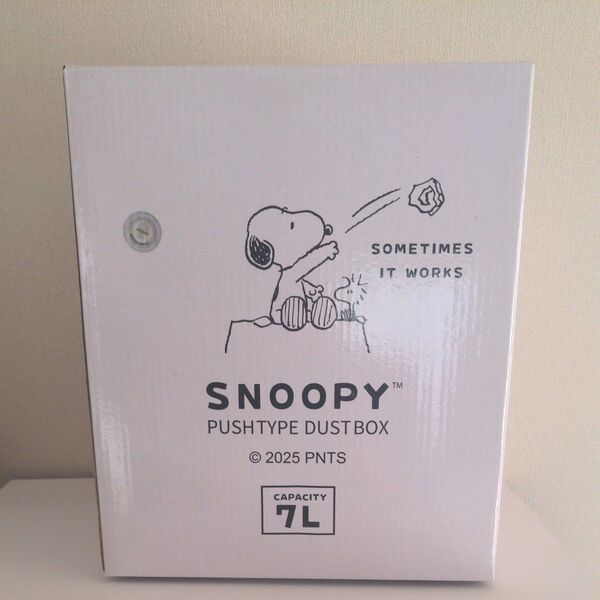 SOMETIMES
IT WORKS
SNOOPY™
PUSHTYPE DUSTBOX
© 2025 PNTS
CAPACITY
7L